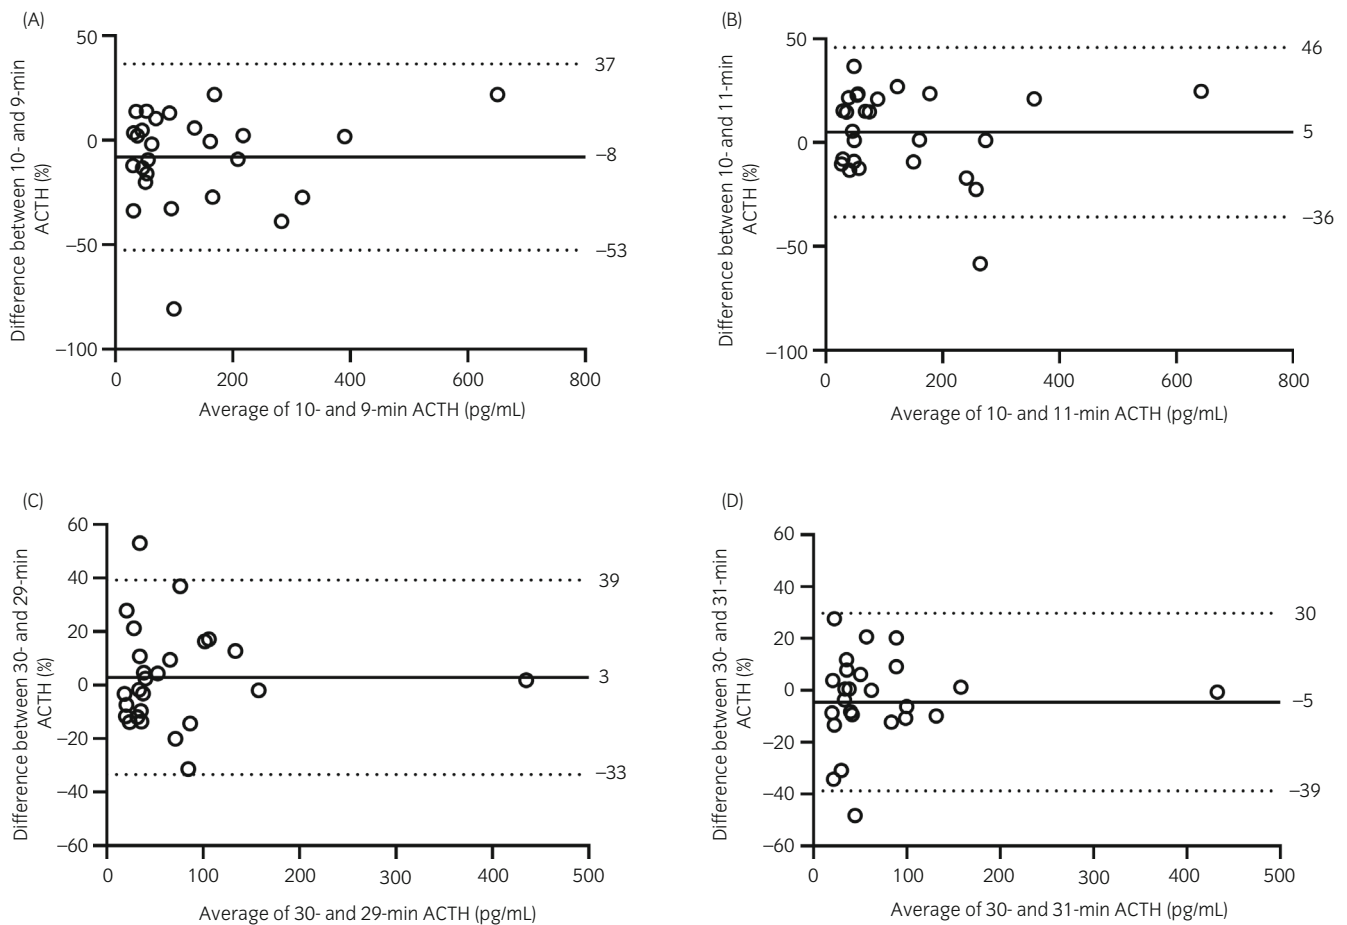 (A)
Difference between 10- and 9-min
ACTH (%)
50
0
−50
−100
37
−8
−53
0 200 400 600 800
Average of 10- and 9-min ACTH (pg/mL)
(B)
Difference between 10- and 11-min
ACTH (%)
50
0
−50
−100
46
5
−36
0 200 400 600 800
Average of 10- and 11-min ACTH (pg/mL)
(C)
Difference between 30- and 29-min
ACTH (%)
60
40
20
0
−20
−40
−60
39
3
−33
0 100 200 300 400 500
Average of 30- and 29-min ACTH (pg/mL)
(D)
Difference between 30- and 31-min
ACTH (%)
60
40
20
0
−20
−40
−60
30
−5
−39
0 100 200 300 400 500
Average of 30- and 31-min ACTH (pg/mL)